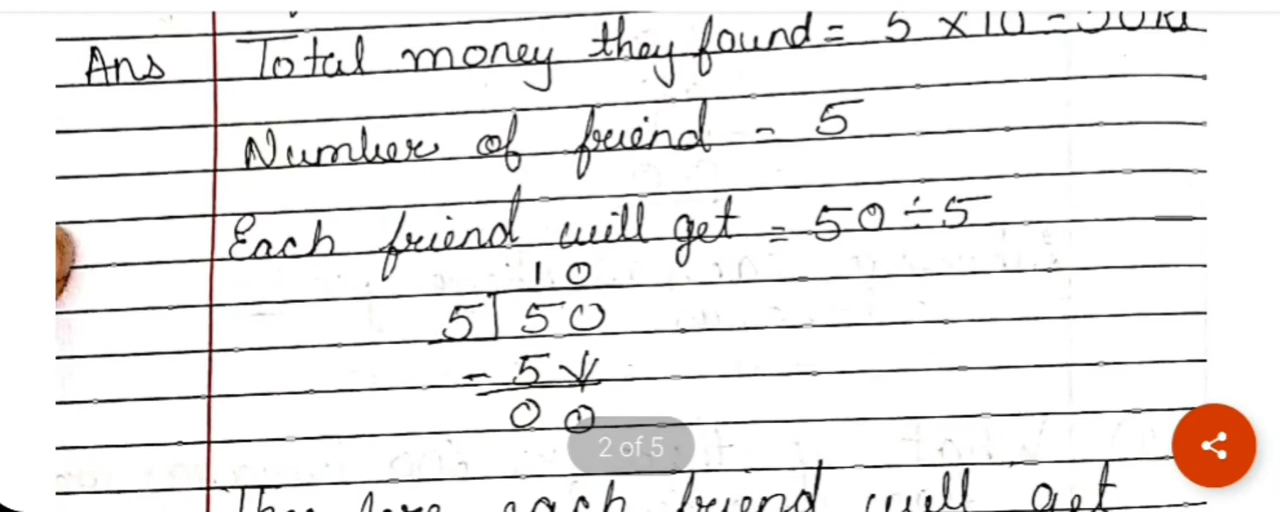 Ans Total money they found = 5 × 10 =
Number of friend = 5
Each friend will get = 50 ÷ 5
10
5 50
- 5
0 0
2 of 5
each friend will get